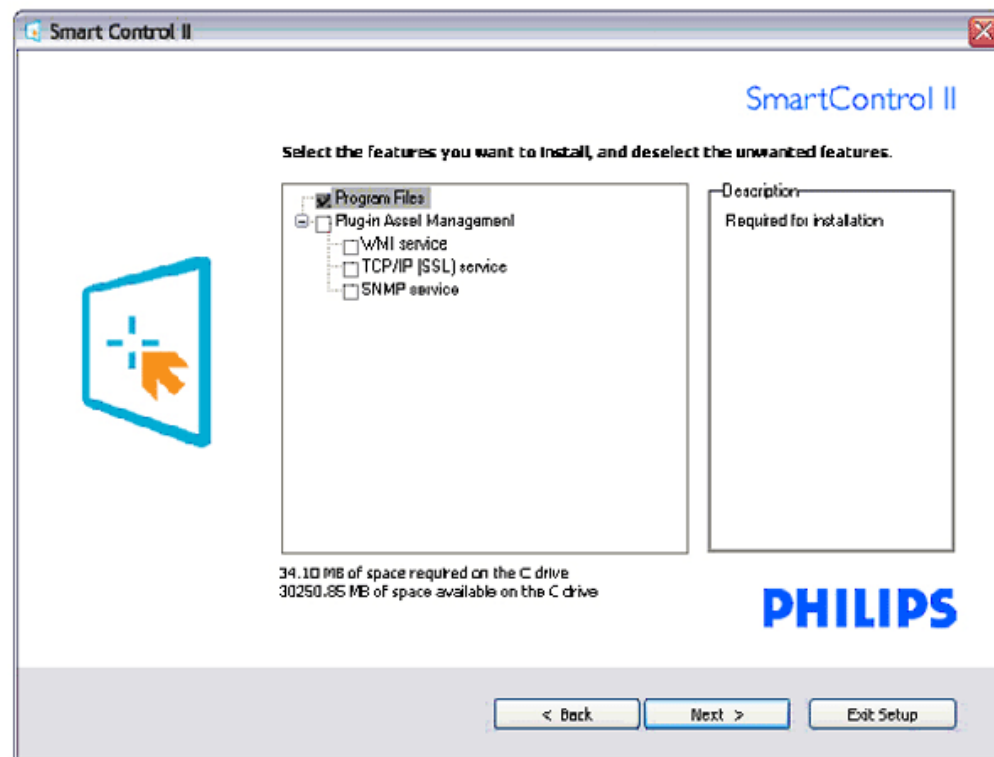 Smart Control II
SmartControl II
Select the features you want to install, and deselect the unwanted features.
Program Files
Plug-in Asset Management
WMI service
TCP/IP (SSL) service
SNMP service
Description
Required for installation
34.10 MB of space required on the C drive
30250.85 MB of space available on the C drive
PHILIPS
< Back
Next >
Exit Setup